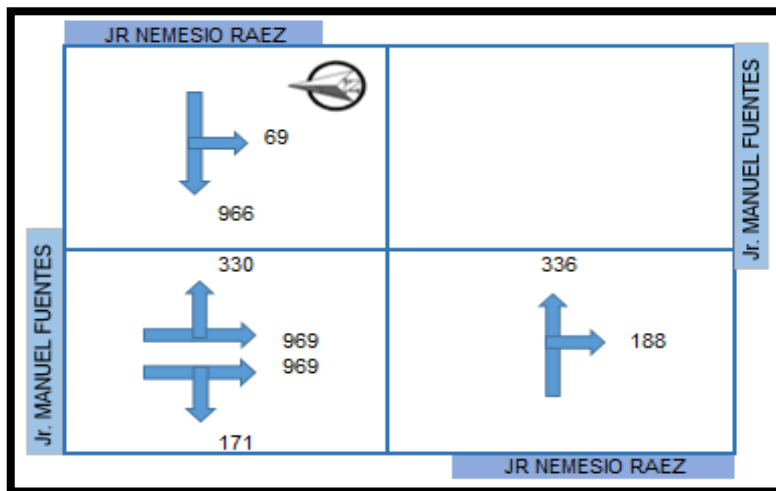 JR NEMESIO RAEZ
Jr. MANUEL FUENTES
69
966
Jr. MANUEL FUENTES
330
969
969
171
336
188
JR NEMESIO RAEZ